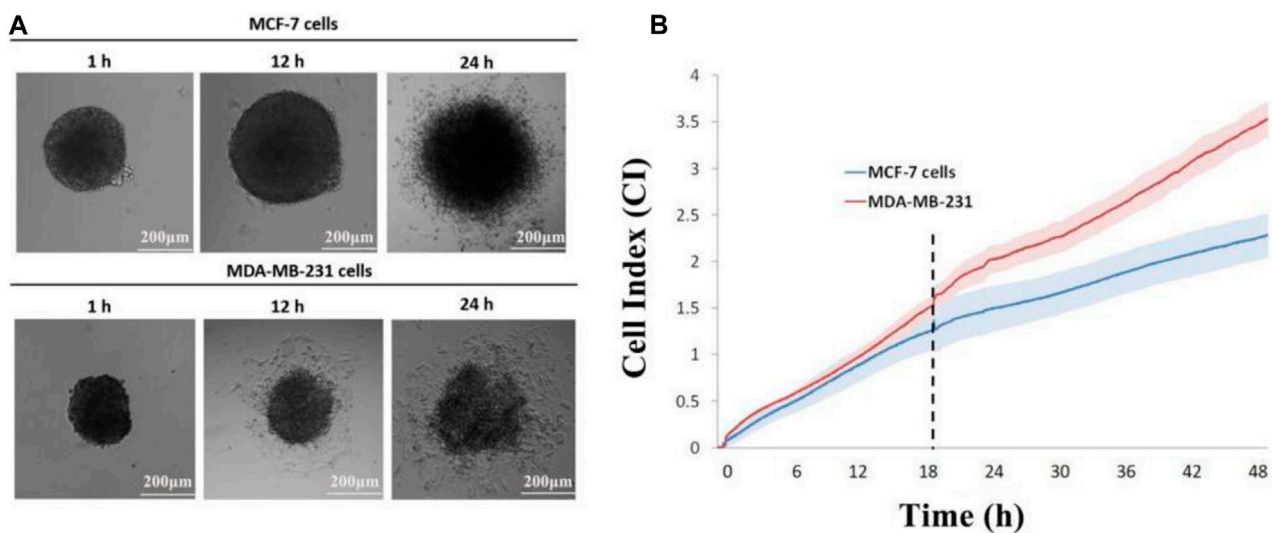 A
MCF-7 cells
1 h 12 h 24 h
200μm 200μm 200μm
MDA-MB-231 cells
1 h 12 h 24 h
200μm 200μm 200μm
B
4
3.5
3
2.5
2
1.5
1
0.5
0
Cell Index (CI)
MCF-7 cells
MDA-MB-231
0 6 12 18 24 30 36 42 48
Time (h)